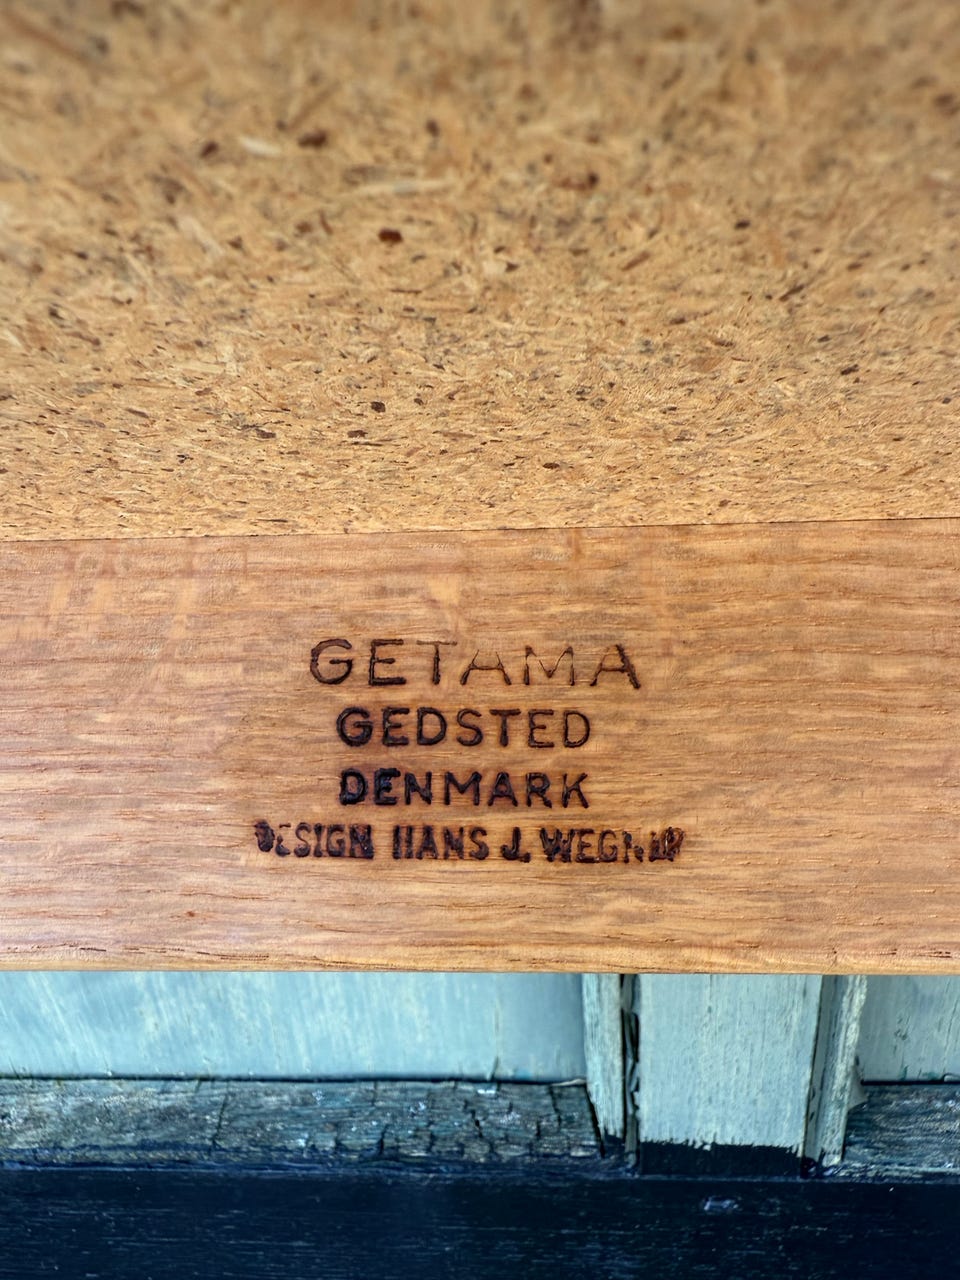 GETAMA
GEDSTED
DENMARK
DESIGN HANS J. WEGNER